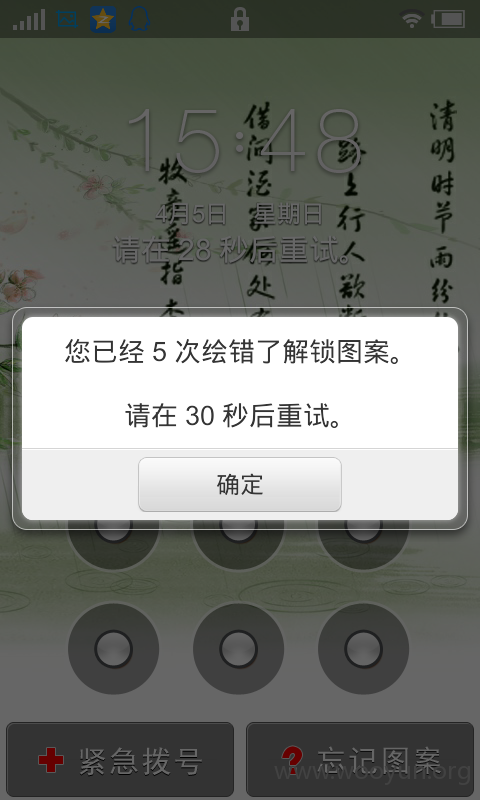 15:48
4月5日 星期日
请在 28 秒后重试。
清明时节雨纷
路上行人欲断
借问酒家何处有
牧童遥指杏
您已经 5 次绘错了解锁图案。
请在 30 秒后重试。
确定
紧急拨号
忘记图案
www.wooyun.org